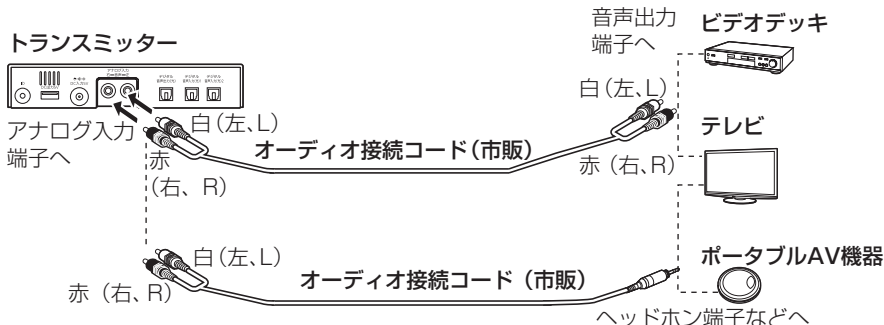 トランスミッター
アナログ入力
端子へ
白(左、L)
赤
(右、R)
オーディオ接続コード(市販)
音声出力
端子へ
白(左、L)
赤(右、R)
ビデオデッキ
テレビ
白(左、L)
赤(右、R)
オーディオ接続コード(市販)
ポータブルAV機器
ヘッドホン端子などへ